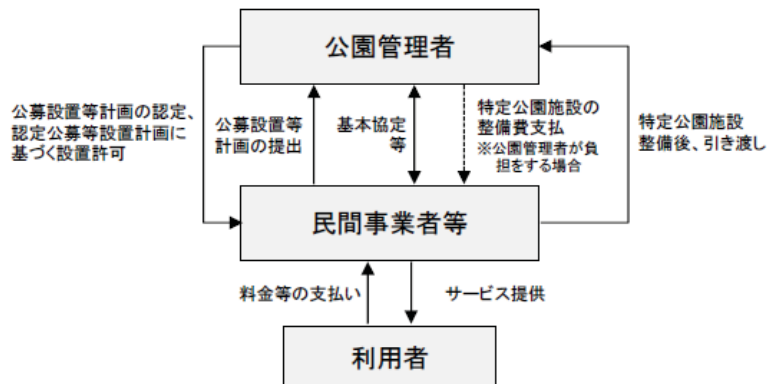 公園管理者
公募設置等計画の認定、
認定公募等設置計画に
基づく設置許可
公募設置等
計画の提出
基本協定
等
特定公園施設の
整備費支払
※公園管理者が負
担をする場合
特定公園施設
整備後、引き渡し
民間事業者等
料金等の支払い
サービス提供
利用者